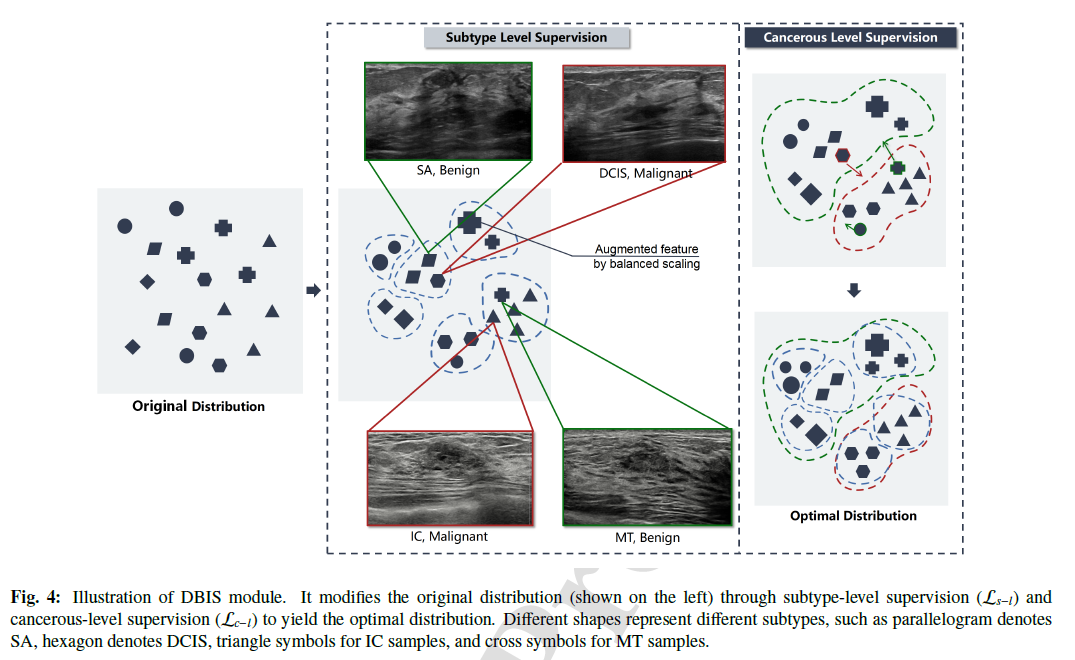 Subtype Level Supervision
Cancerous Level Supervision
SA, Benign
DCIS, Malignant
Augmented feature
by balanced scaling
Original Distribution
IC, Malignant
MT, Benign
Optimal Distribution
Fig. 4: Illustration of DBIS module. It modifies the original distribution (shown on the left) through subtype-level supervision (ℒs−l) and
cancerous-level supervision (ℒc−l) to yield the optimal distribution. Different shapes represent different subtypes, such as parallelogram denotes
SA, hexagon denotes DCIS, triangle symbols for IC samples, and cross symbols for MT samples.